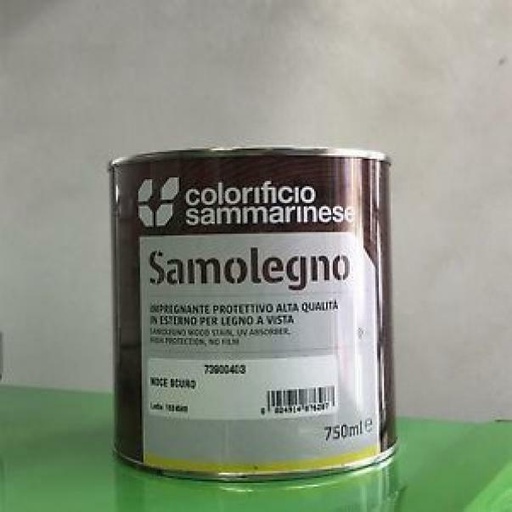 colorificio
sammarinese
Samolegno
IMPREGNANTE PROTETTIVO ALTA QUALITÀ
IN ESTERNO PER LEGNO A VISTA
SAMOLEGNO WOOD STAIN, UV ABSORBER,
HIGH PROTECTION, NO FILM
73900403
NOCE SCURO
750ml e